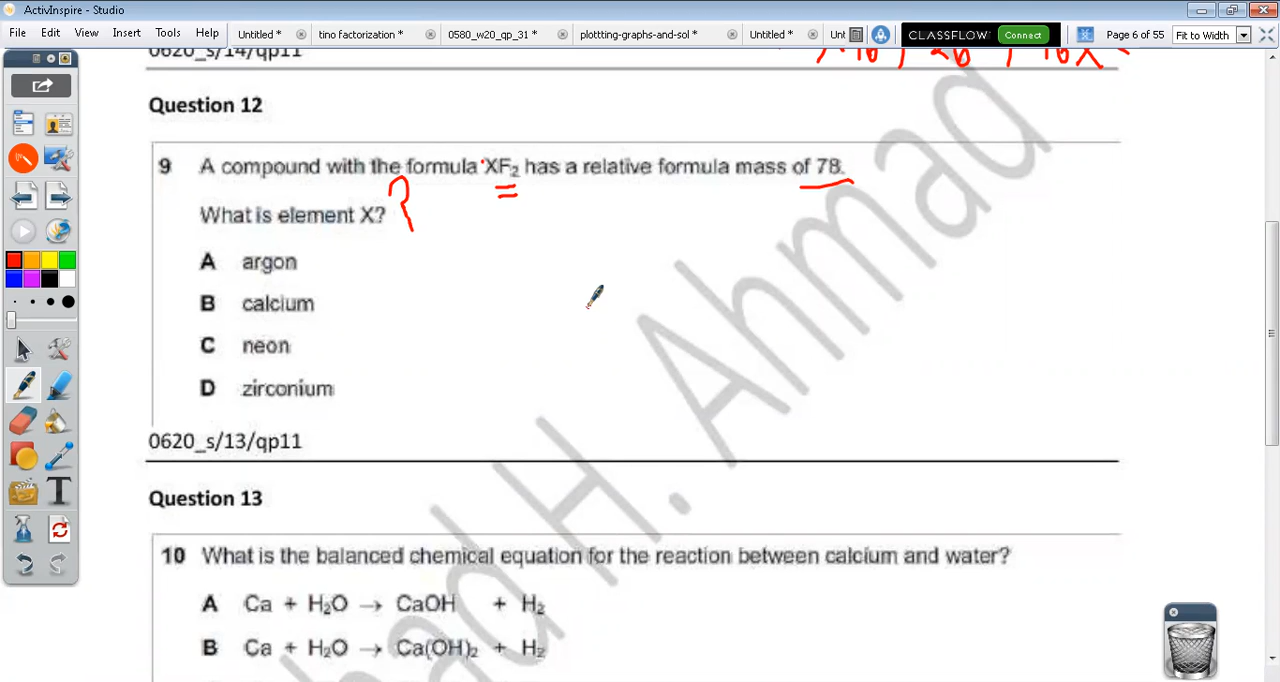 ActivInspire - Studio
File Edit View Insert Tools Help
Untitled * tino factorization * 0580_w20_qp_31 * plottting-graphs-and-sol * Untitled * Unt CLASSFLOW Connect Page 6 of 55 Fit to Width
0620_s/14/qp11
Question 12
9 A compound with the formula XF₂ has a relative formula mass of 78.
What is element X?
?
A argon
B calcium
C neon
D zirconium
0620_s/13/qp11
Question 13
10 What is the balanced chemical equation for the reaction between calcium and water?
A Ca + H₂O → CaOH + H₂
B Ca + H₂O → Ca(OH)₂ + H₂
Ahmad H. Ahmad